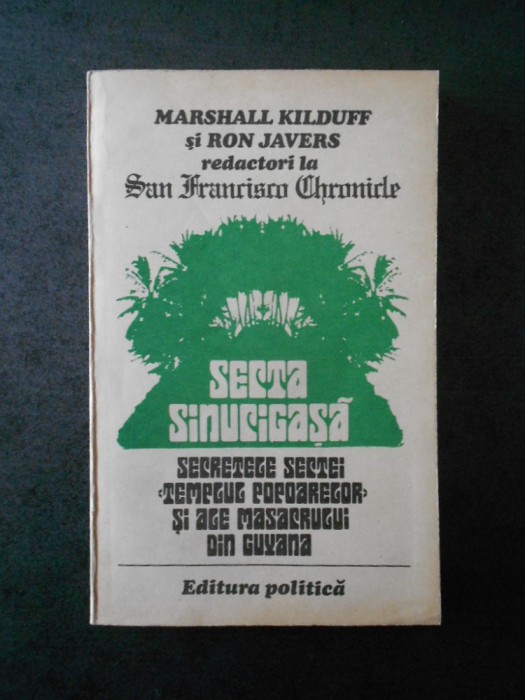 MARSHALL KILDUFF
și RON JAVERS
redactori la
San Francisco Chronicle
SECTA
SINUCIGAȘĂ
SECRETELE SECTEI
«TEMPLUL POPOARELOR»
ȘI ALE MASACRULUI
DIN GUYANA
Editura politică